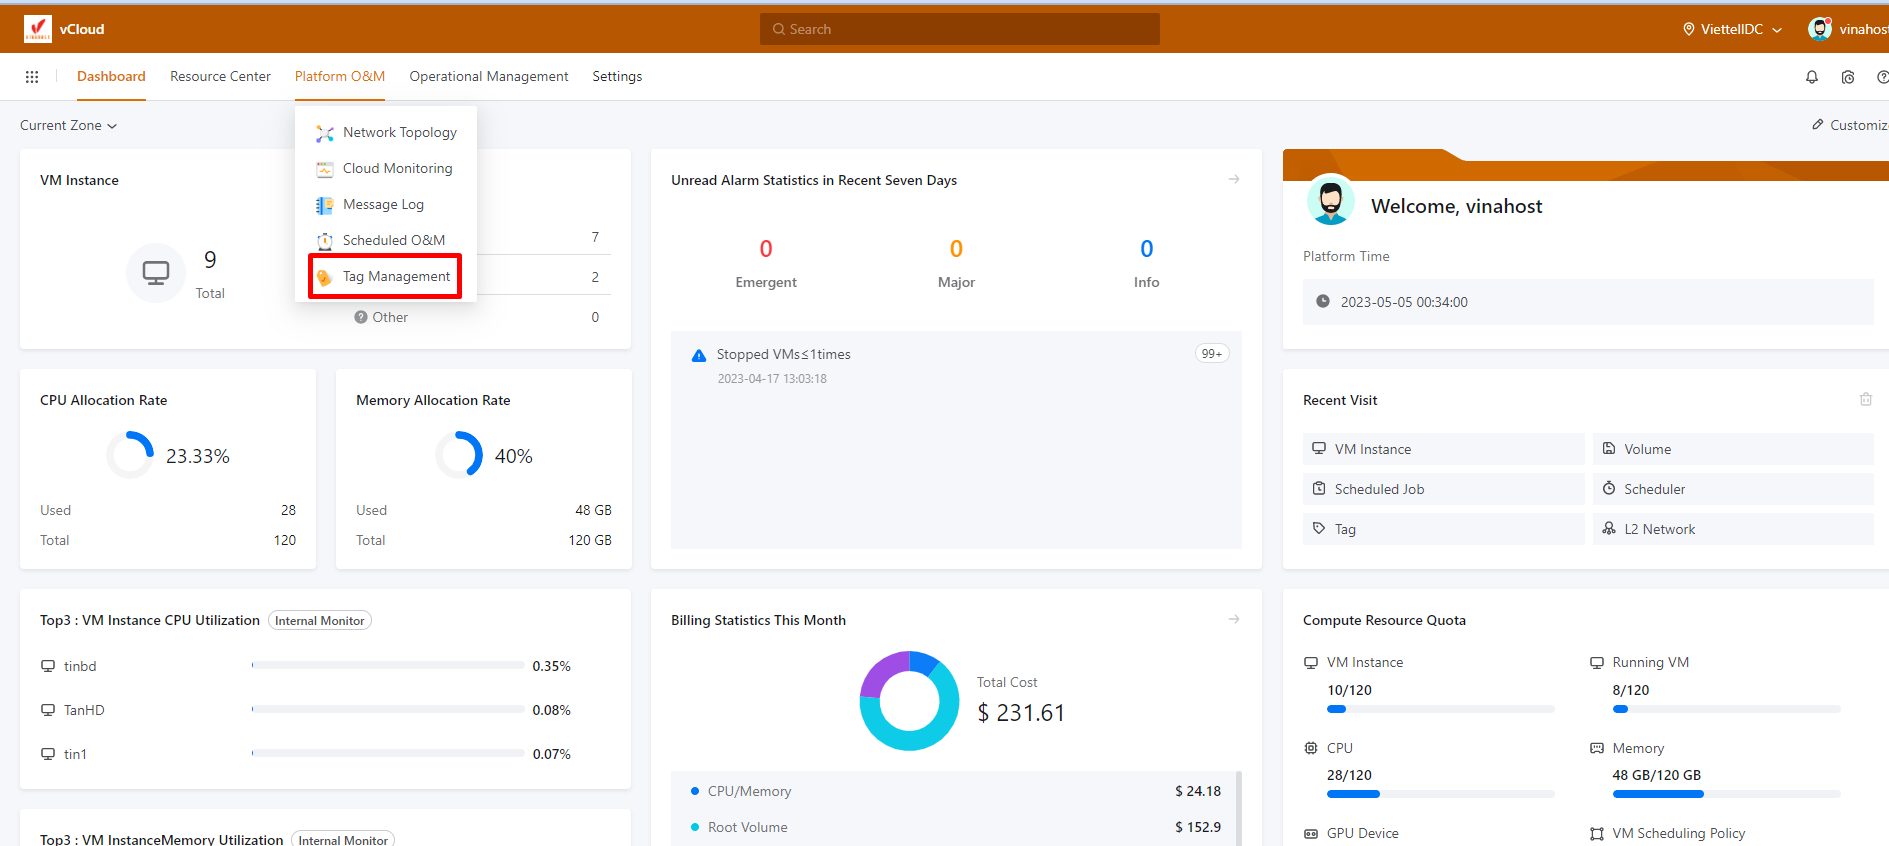 vCloud
Search
ViettelIDC
vinahost
Dashboard
Resource Center
Platform O&M
Operational Management
Settings
Current Zone
Customize
Network Topology
Cloud Monitoring
Message Log
Scheduled O&M
Tag Management
VM Instance
9
Total
7
2
Other
0
Unread Alarm Statistics in Recent Seven Days
0
Emergent
0
Major
0
Info
Stopped VMs≤1times
99+
2023-04-17 13:03:18
Welcome, vinahost
Platform Time
2023-05-05 00:34:00
CPU Allocation Rate
23.33%
Used 28
Total 120
Memory Allocation Rate
40%
Used 48 GB
Total 120 GB
Recent Visit
VM Instance
Volume
Scheduled Job
Scheduler
Tag
L2 Network
Top3 : VM Instance CPU Utilization Internal Monitor
tinbd 0.35%
TanHD 0.08%
tin1 0.07%
Billing Statistics This Month
Total Cost
$ 231.61
CPU/Memory $ 24.18
Root Volume $ 152.9
Compute Resource Quota
VM Instance
10/120
Running VM
8/120
CPU
28/120
Memory
48 GB/120 GB
GPU Device
VM Scheduling Policy
Top3 : VM InstanceMemory Utilization Internal Monitor